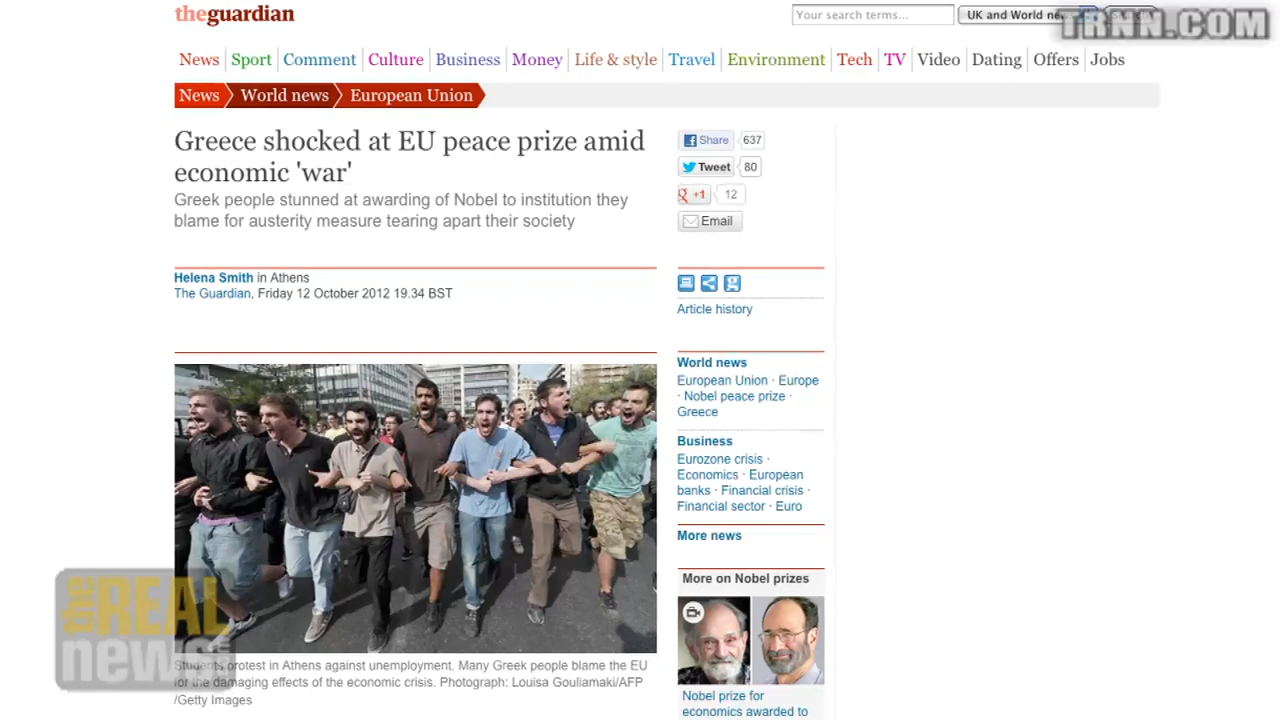 theguardian
Your search terms...
UK and World news
TRNN.COM
News Sport Comment Culture Business Money Life & style Travel Environment Tech TV Video Dating Offers Jobs
News World news European Union
Greece shocked at EU peace prize amid
economic 'war'
Greek people stunned at awarding of Nobel to institution they
blame for austerity measure tearing apart their society
Helena Smith in Athens
The Guardian, Friday 12 October 2012 19.34 BST
Students protest in Athens against unemployment. Many Greek people blame the EU
for the damaging effects of the economic crisis. Photograph: Louisa Gouliamaki/AFP
/Getty Images
the REAL
news
Share 637
Tweet 80
+1 12
Email
Article history
World news
European Union · Europe
· Nobel peace prize ·
Greece
Business
Eurozone crisis ·
Economics · European
banks · Financial crisis ·
Financial sector · Euro
More news
More on Nobel prizes
Nobel prize for
economics awarded to